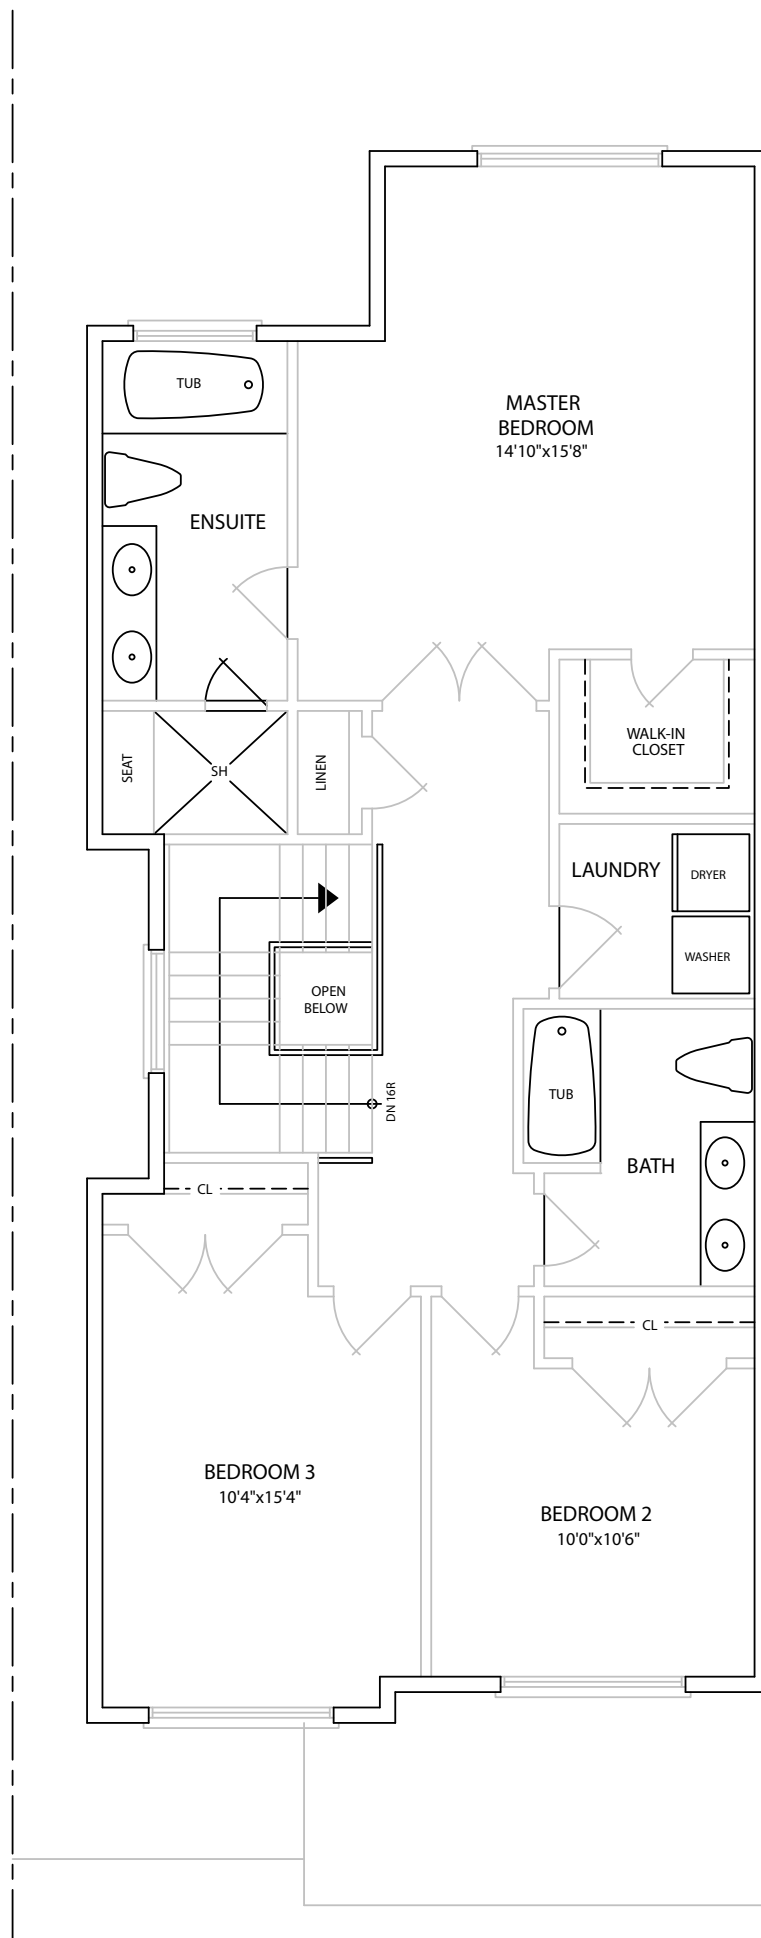 TUB
MASTER
BEDROOM
14'10"x15'8"
ENSUITE
SEAT
SH
LINEN
WALK-IN
CLOSET
LAUNDRY
DRYER
WASHER
OPEN
BELOW
DN 16R
TUB
BATH
CL
CL
BEDROOM 3
10'4"x15'4"
BEDROOM 2
10'0"x10'6"